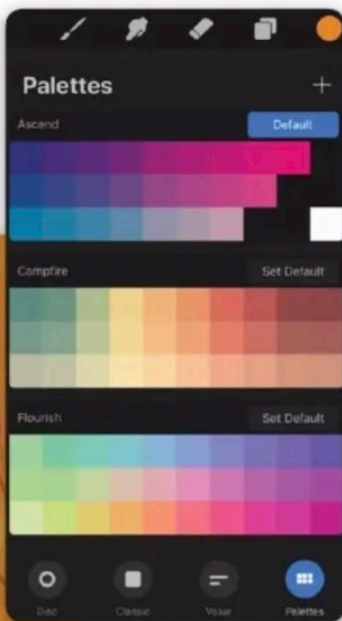 Palettes
Ascend
Default
Campfire
Set Default
Flourish
Set Default
Disc
Classic
Value
Palettes